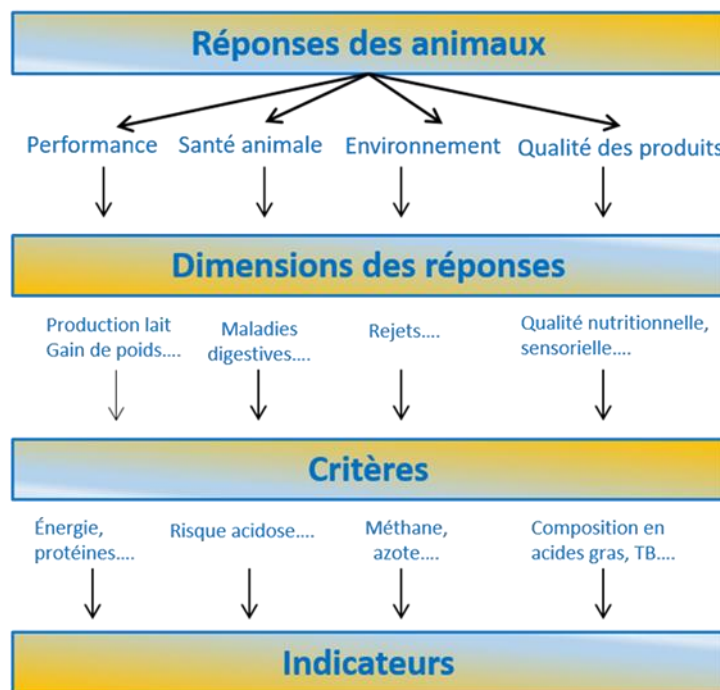 Réponses des animaux
Performance Santé animale Environnement Qualité des produits
Dimensions des réponses
Production lait
Gain de poids....
Maladies
digestives....
Rejets....
Qualité nutritionnelle,
sensorielle....
Critères
Énergie,
protéines....
Risque acidose....
Méthane,
azote....
Composition en
acides gras, TB....
Indicateurs